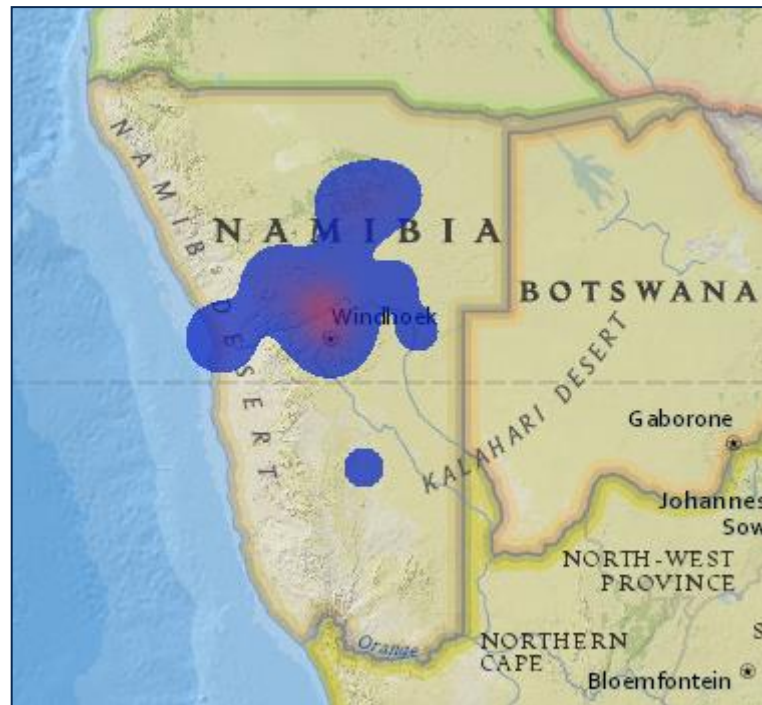 NAMIBIA
NAMIB
DESERT
Windhoek
BOTSWANA
KALAHARI DESERT
Gaborone
Johannes
Sow
NORTH-WEST
PROVINCE
Orange
NORTHERN
CAPE
S
Bloemfontein